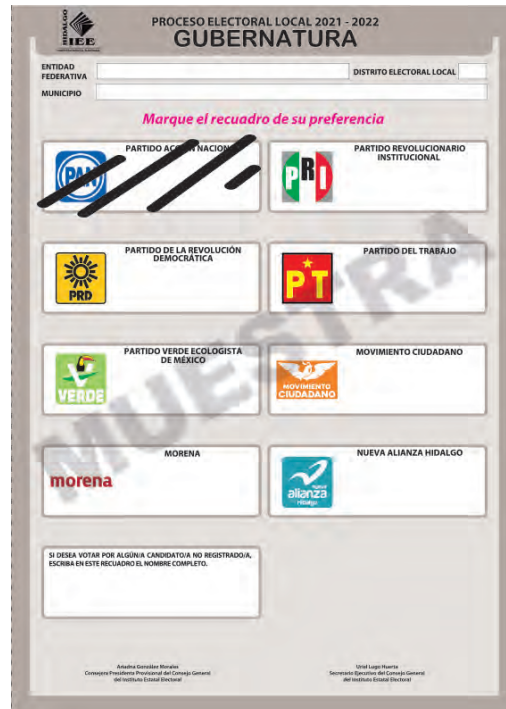 HIDALGO
IEE
PROCESO ELECTORAL LOCAL 2021 - 2022
GUBERNATURA
ENTIDAD
FEDERATIVA
DISTRITO ELECTORAL LOCAL
MUNICIPIO
Marque el recuadro de su preferencia
PARTIDO NACIONAL
PAN
PARTIDO REVOLUCIONARIO
INSTITUCIONAL
PRI
PARTIDO DE LA REVOLUCIÓN
DEMOCRÁTICA
PRD
PARTIDO DEL TRABAJO
PT
PARTIDO VERDE ECOLOGISTA
DE MÉXICO
VERDE
MOVIMIENTO CIUDADANO
MOVIMIENTO
CIUDADANO
MORENA
morena
NUEVA ALIANZA HIDALGO
nueva
alianza
Hidalgo
SI DESEA VOTAR POR ALGÚN/A CANDIDATO/A NO REGISTRADO/A,
ESCRIBA EN ESTE RECUADRO EL NOMBRE COMPLETO.
MUESTRA
Ariadna González Morales
Consejera Presidenta Provisional del Consejo General
del Instituto Estatal Electoral
Uriel Lugo Huerta
Secretario Ejecutivo del Consejo General
del Instituto Estatal Electoral